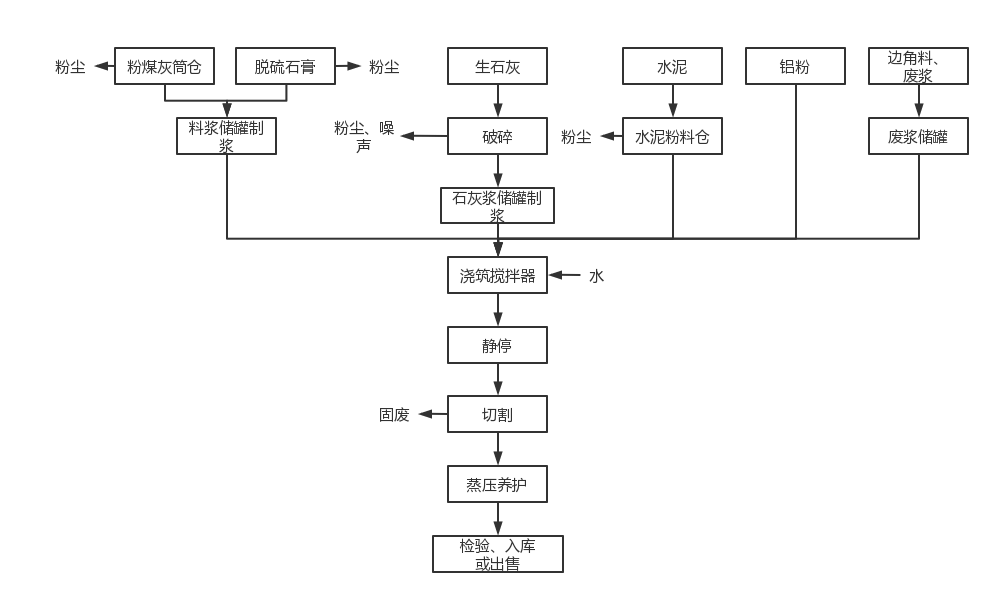 粉尘
粉煤灰筒仓
脱硫石膏
粉尘
生石灰
水泥
铝粉
边角料、
废浆
料浆储罐制
浆
粉尘、噪
声
破碎
粉尘
水泥粉料仓
废浆储罐
石灰浆储罐制
浆
浇筑搅拌器
水
静停
固废
切割
蒸压养护
检验、入库
或出售